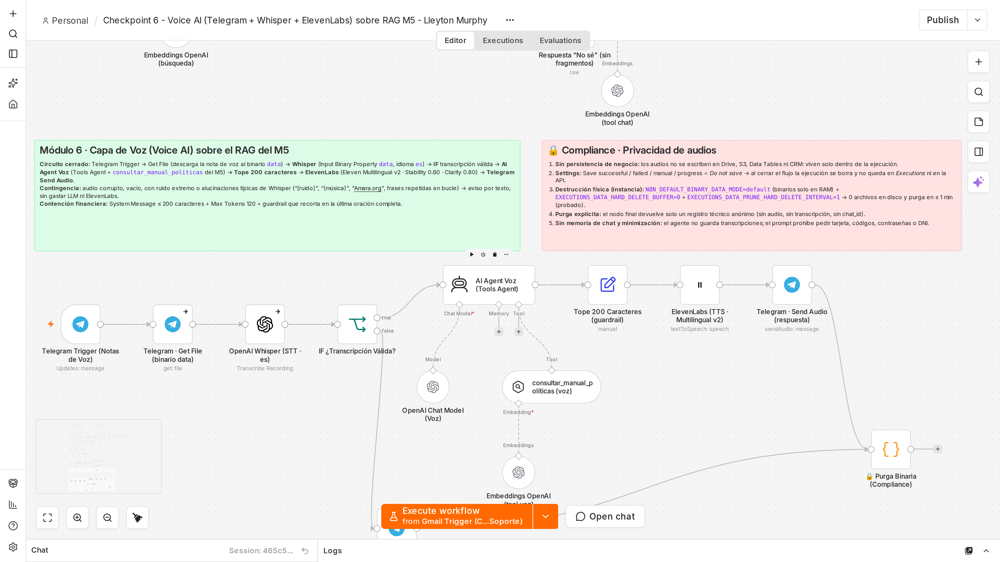 Personal / Checkpoint 6 - Voice AI (Telegram + Whisper + ElevenLabs) sobre RAG M5 - Lleyton Murphy
Publish
Editor
Executions
Evaluations
Embeddings OpenAI
(búsqueda)
Respuesta "No sé" (sin
fragmentos)
raw
Embeddings
Embeddings OpenAI
(tool chat)
Módulo 6 · Capa de Voz (Voice AI) sobre el RAG del M5
Circuito cerrado: Telegram Trigger → Get File (descarga la nota de voz al binario data) → Whisper (Input Binary Property data, idioma es) → IF transcripción válida → AI
Agent Voz (Tools Agent + consultar_manual_politicas del M5) → Tope 200 caracteres → ElevenLabs (Eleven Multilingual v2 · Stability 0.60 · Clarity 0.80) → Telegram
Send Audio.
Contingencia: audio corrupto, vacío, con ruido extremo o alucinaciones típicas de Whisper (“[ruido]”, “(música)”, “Amara.org”, frases repetidas en bucle) → aviso por texto,
sin gastar LLM ni ElevenLabs.
Contención financiera: System Message ≤ 200 caracteres + Max Tokens 120 + guardrail que recorta en la última oración completa.
🔒 Compliance · Privacidad de audios
1. Sin persistencia de negocio: los audios no se escriben en Drive, S3, Data Tables ni CRM: viven solo dentro de la ejecución.
2. Settings: Save successful / failed / manual / progress = Do not save → al cerrar el flujo la ejecución se borra y no queda en Executions ni en la
API.
3. Destrucción física (instancia): N8N_DEFAULT_BINARY_DATA_MODE=default (binarios solo en RAM) +
EXECUTIONS_DATA_HARD_DELETE_BUFFER=0 + EXECUTIONS_DATA_PRUNE_HARD_DELETE_INTERVAL=1 → 0 archivos en disco y purga en ≤ 1 min
(probado).
4. Purga explícita: el nodo final devuelve solo un registro técnico anónimo (sin audio, sin transcripción, sin chat_id).
5. Sin memoria de chat y minimización: el agente no guarda transcripciones; el prompt prohíbe pedir tarjeta, códigos, contraseñas o DNI.
AI Agent Voz
(Tools Agent)
Chat Model*
Memory
Tool
Tope 200 Caracteres
(guardrail)
manual
ElevenLabs (TTS ·
Multilingual v2)
textToSpeech: speech
Telegram · Send Audio
(respuesta)
sendAudio: message
true
false
Telegram Trigger (Notas
de Voz)
Updates: message
Telegram · Get File
(binario data)
get: file
OpenAI Whisper (STT ·
es)
Transcribe Recording
IF ¿Transcripción Válida?
Model
Tool
consultar_manual_p
oliticas (voz)
OpenAI Chat Model
(Voz)
Embedding*
Embeddings
Embeddings OpenAI
(tool voz)
🔒 Purga Binaria
(Compliance)
Execute workflow
from Gmail Trigger (C...Soporte)
Open chat
Chat
Session: 465c5...
Logs